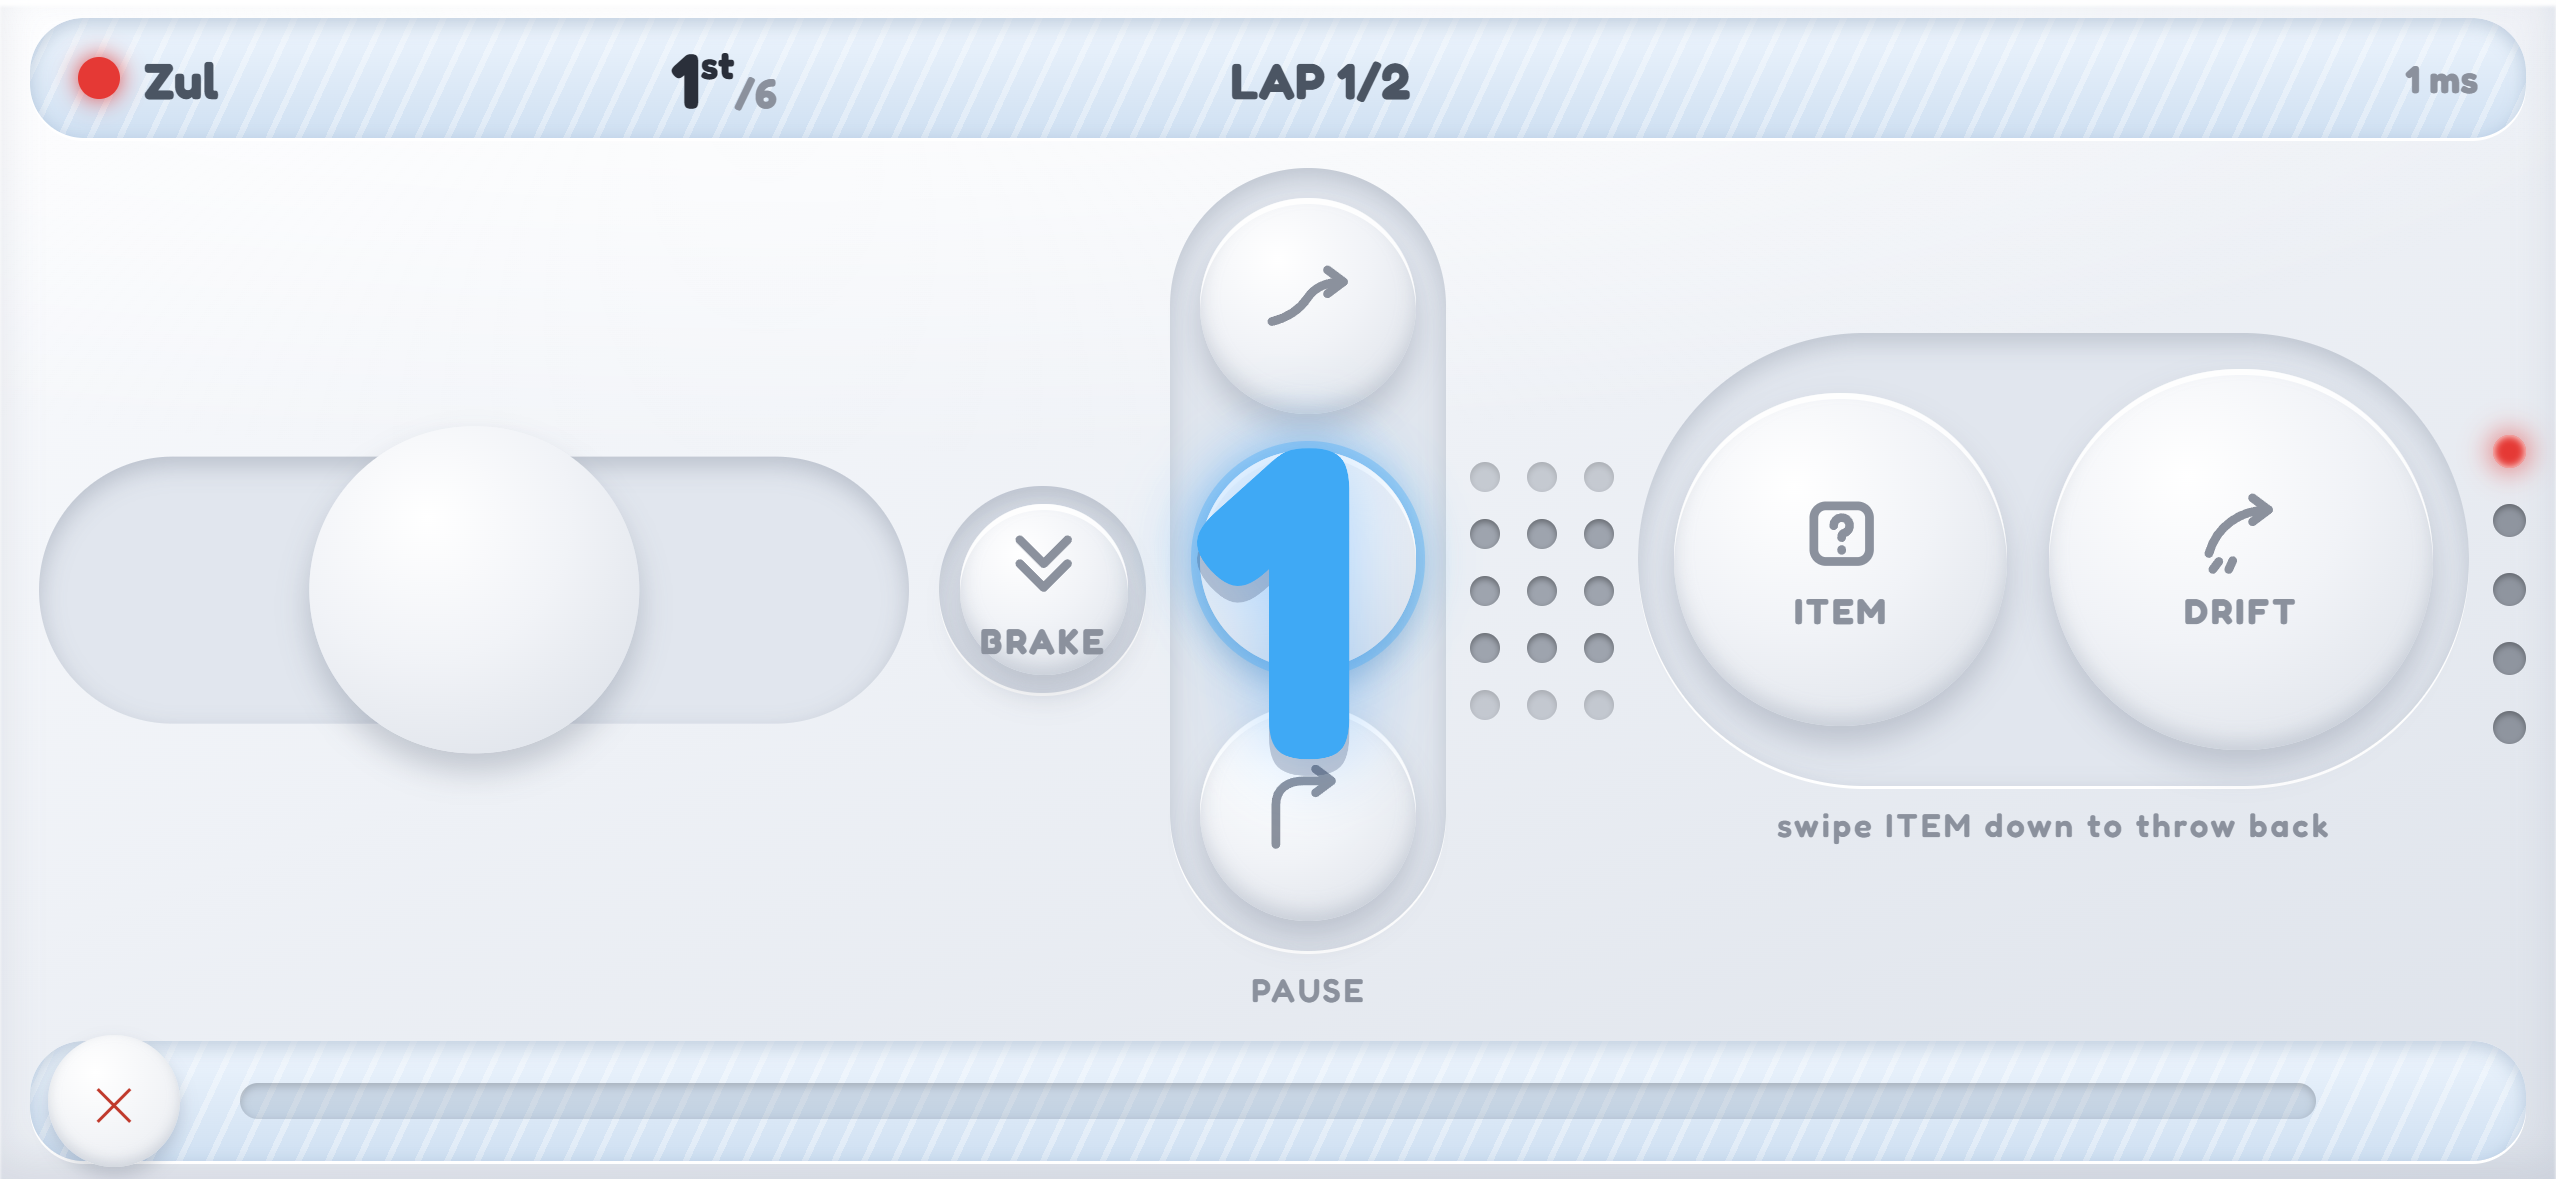 Zul
1st/6
LAP 1/2
1 ms
1
BRAKE
?
ITEM
DRIFT
swipe ITEM down to throw back
PAUSE